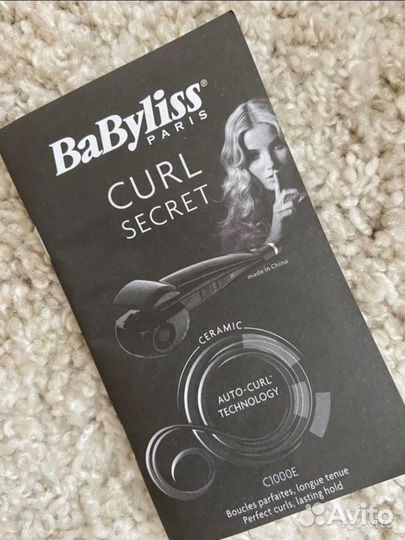 BaByliss®
PARIS
CURL
SECRET
made in China
CERAMIC
AUTO-CURL™
TECHNOLOGY
C1000E
Boucles parfaites, longue tenue
Perfect curls, lasting hold
Avito